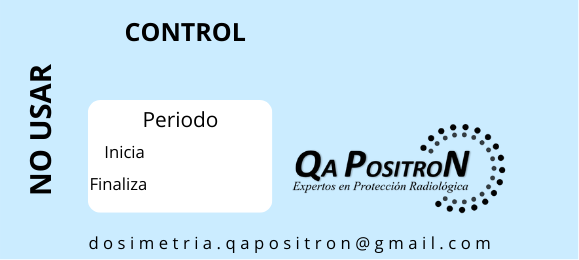 CONTROL
NO USAR
Periodo
Inicia
Finaliza
QA POSITRON
Expertos en Protección Radiológica
dosimetria.qapositron@gmail.com